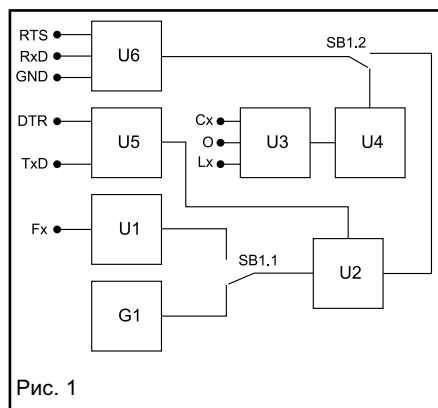 RTS
RxD
GND
U6
SB1.2
DTR
TxD
U5
Cx
O
Lx
U3
U4
Fx
U1
SB1.1
U2
G1
Рис. 1